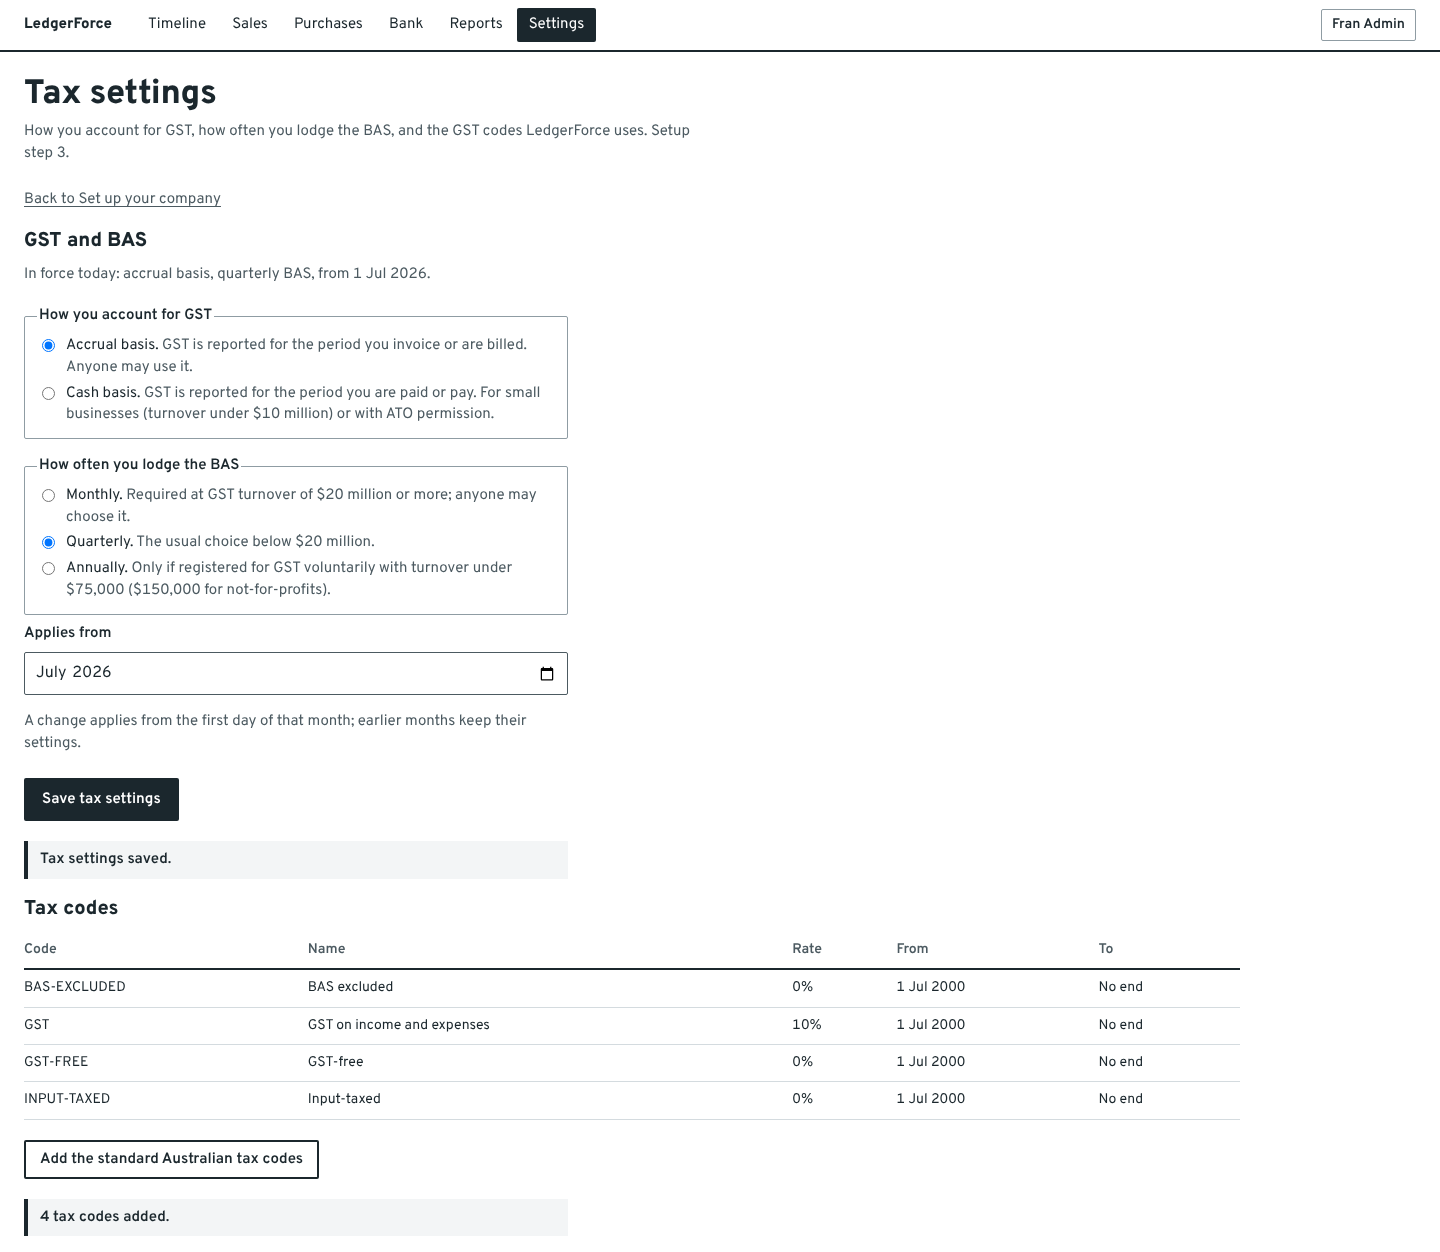 LedgerForce Timeline Sales Purchases Bank Reports Settings Fran Admin
Tax settings
How you account for GST, how often you lodge the BAS, and the GST codes LedgerForce uses. Setup
step 3.
Back to Set up your company
GST and BAS
In force today: accrual basis, quarterly BAS, from 1 Jul 2026.
How you account for GST
Accrual basis. GST is reported for the period you invoice or are billed.
Anyone may use it.
Cash basis. GST is reported for the period you are paid or pay. For small
businesses (turnover under $10 million) or with ATO permission.
How often you lodge the BAS
Monthly. Required at GST turnover of $20 million or more; anyone may
choose it.
Quarterly. The usual choice below $20 million.
Annually. Only if registered for GST voluntarily with turnover under
$75,000 ($150,000 for not-for-profits).
Applies from
July 2026
A change applies from the first day of that month; earlier months keep their
settings.
Save tax settings
Tax settings saved.
Tax codes
Code Name Rate From To
BAS-EXCLUDED BAS excluded 0% 1 Jul 2000 No end
GST GST on income and expenses 10% 1 Jul 2000 No end
GST-FREE GST-free 0% 1 Jul 2000 No end
INPUT-TAXED Input-taxed 0% 1 Jul 2000 No end
Add the standard Australian tax codes
4 tax codes added.